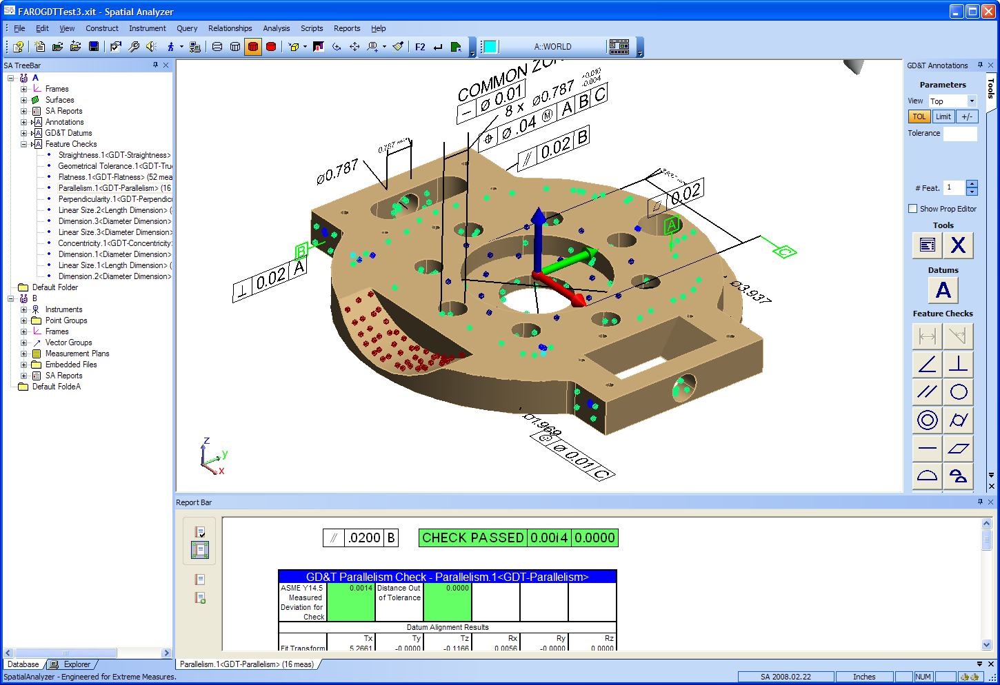 FAROGDTTest3.xit - Spatial Analyzer
File Edit View Construct Instrument Query Relationships Analysis Scripts Reports Help
F2
A::WORLD
SA TreeBar
A
Frames
Surfaces
SA Reports
Annotations
GD&T Datums
Feature Checks
Straightness.1<GDT-Straightness>
Geometrical Tolerance.1<GDT-Tru
Flatness.1<GDT-Flatness> (52 mea
Parallelism.1<GDT-Parallelism> (16
Perpendicularity.1<GDT-Perpendicu
Linear Size.2<Length Dimension> (
Dimension.3<Diameter Dimension>
Linear Size.3<Diameter Dimension>
Concentricity.1<GDT-Concentricity>
Dimension.1<Diameter Dimension>
Linear Size.1<Length Dimension> (
Dimension.2<Diameter Dimension>
Default Folder
B
Instruments
Point Groups
Frames
Vector Groups
Measurement Plans
Embedded Files
SA Reports
Default FoldeA
Database Explorer
COMMON ZO
⌀ 0.01
8 x ⌀0.787 +0.010 -0.004
⌀ .04 Ⓜ A B C
// 0.02 B
⌀0.787
0.02
A
B
⊥ 0.02 A
⌀3.937
⌀1.969
◎ ⌀ 0.01 C
z
y
x
GD&T Annotations
Tools
Parameters
View Top
TOL Limit +/-
Tolerance
# Feat. 1
Show Prop Editor
Tools
Datums
A
Feature Checks
Report Bar
// .0200 B
CHECK PASSED 0.0014 0.0000
GD&T Parallelism Check - Parallelism.1<GDT-Parallelism>
ASME Y14.5 Measured Deviation for Check 0.0014 Distance Out of Tolerance 0.0000
Datum Alignment Results
Tx Ty Tz Rx Ry Rz
Fit Transform 5.2661 -0.0000 -0.1166 0.0056 -0.0000 0.0000
Parallelism.1<GDT-Parallelism> (16 meas)
SpatialAnalyzer - Engineered for Extreme Measures.
SA 2008.02.22
Inches
NUM